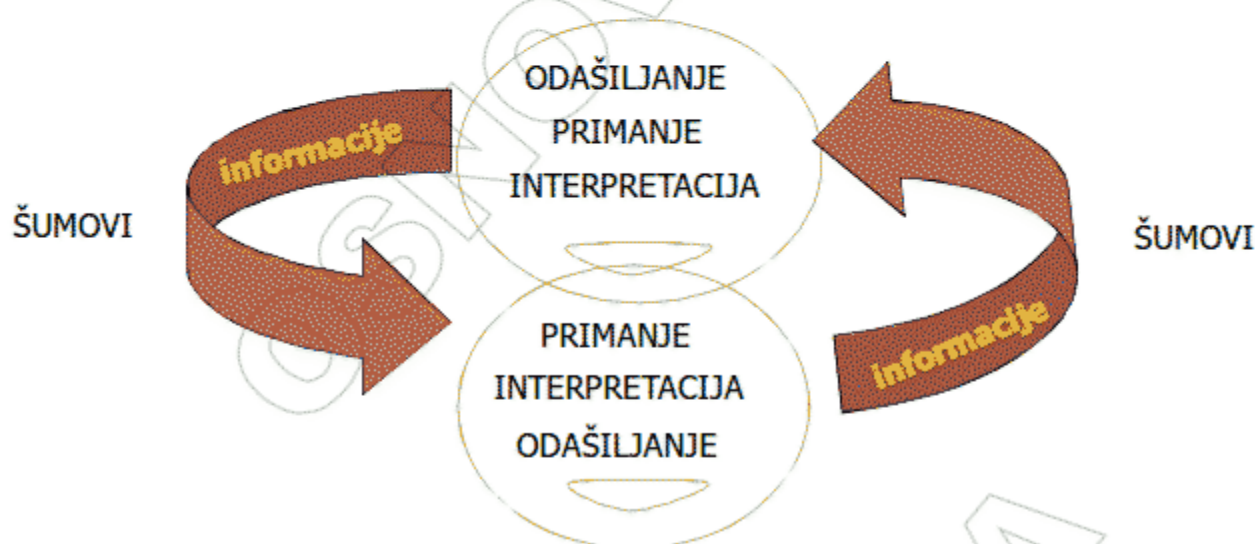 ODAŠILJANJE
PRIMANJE
INTERPRETACIJA
informacije
ŠUMOVI
ŠUMOVI
informacije
PRIMANJE
INTERPRETACIJA
ODAŠILJANJE